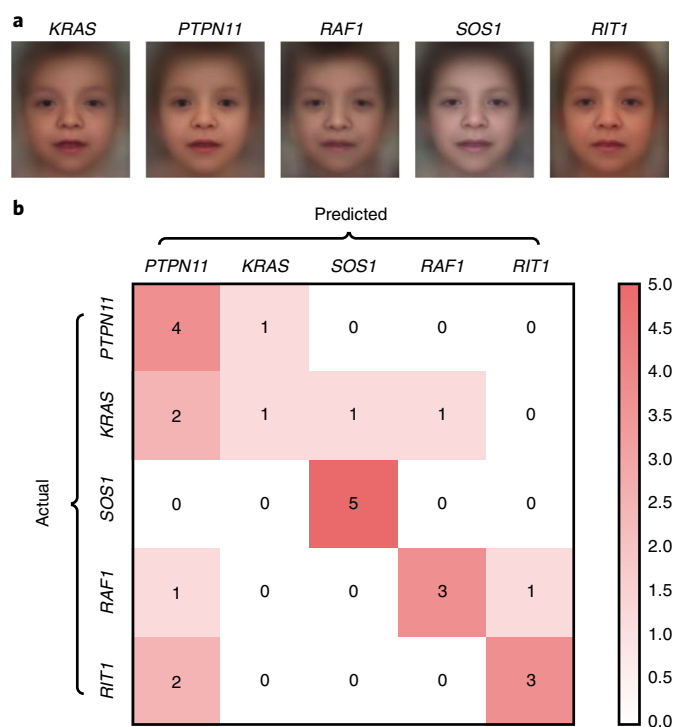 a
KRAS PTPN11 RAF1 SOS1 RIT1
b
Predicted
PTPN11 KRAS SOS1 RAF1 RIT1
Actual
PTPN11 4 1 0 0 0
KRAS 2 1 1 1 0
SOS1 0 0 5 0 0
RAF1 1 0 0 3 1
RIT1 2 0 0 0 3
5.0
4.5
4.0
3.5
3.0
2.5
2.0
1.5
1.0
0.5
0.0